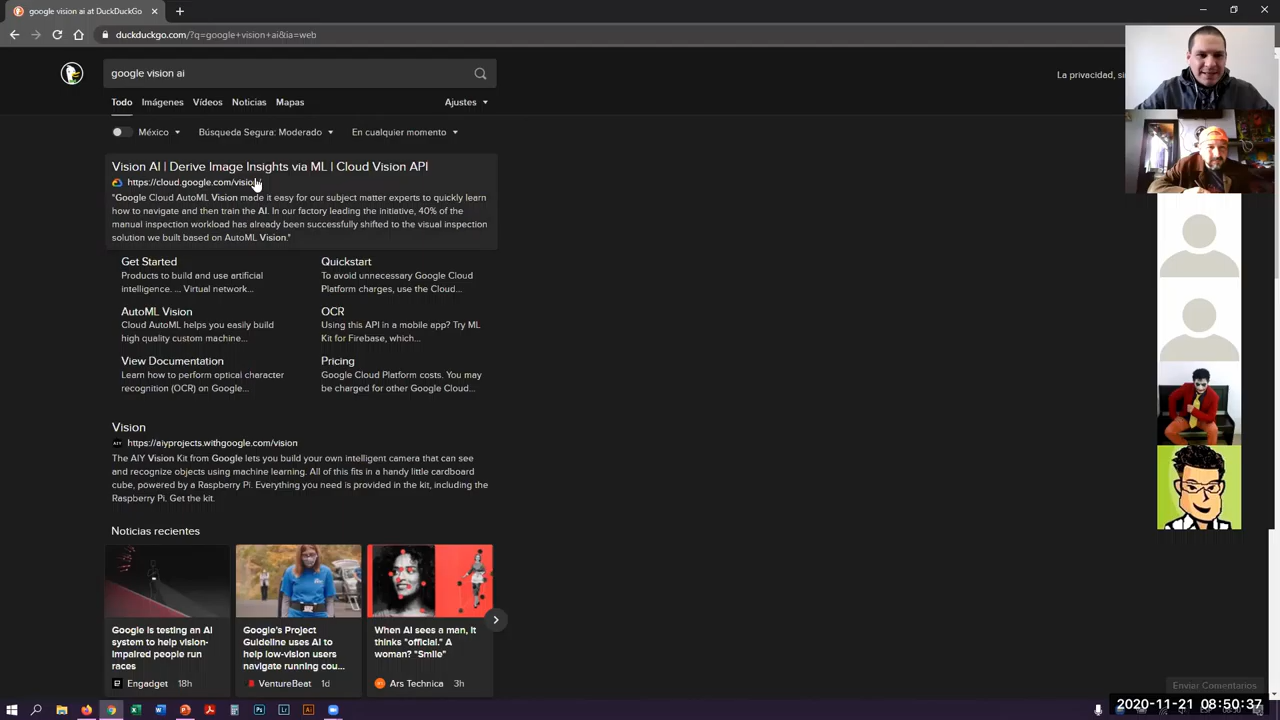 google vision ai at DuckDuckGo
duckduckgo.com/?q=google+vision+ai&ia=web
google vision ai
La privacidad, si
Todo Imágenes Vídeos Noticias Mapas Ajustes
México Búsqueda Segura: Moderado En cualquier momento
Vision AI | Derive Image Insights via ML | Cloud Vision API
https://cloud.google.com/vision
"Google Cloud AutoML Vision made it easy for our subject matter experts to quickly learn
how to navigate and then train the AI. In our factory leading the initiative, 40% of the
manual inspection workload has already been successfully shifted to the visual inspection
solution we built based on AutoML Vision."
Get Started
Products to build and use artificial
intelligence. ... Virtual network...
Quickstart
To avoid unnecessary Google Cloud
Platform charges, use the Cloud...
AutoML Vision
Cloud AutoML helps you easily build
high quality custom machine...
OCR
Using this API in a mobile app? Try ML
Kit for Firebase, which...
View Documentation
Learn how to perform optical character
recognition (OCR) on Google...
Pricing
Google Cloud Platform costs. You may
be charged for other Google Cloud...
Vision
AIY https://aiyprojects.withgoogle.com/vision
The AIY Vision Kit from Google lets you build your own intelligent camera that can see
and recognize objects using machine learning. All of this fits in a handy little cardboard
cube, powered by a Raspberry Pi. Everything you need is provided in the kit, including the
Raspberry Pi. Get the kit.
Noticias recientes
Google is testing an AI
system to help vision-
impaired people run
races
Engadget 18h
Google's Project
Guideline uses AI to
help low-vision users
navigate running cou...
VentureBeat 1d
When AI sees a man, it
thinks "official." A
woman? "Smile"
Ars Technica 3h
Enviar Comentarios
2020-11-21 08:50:37